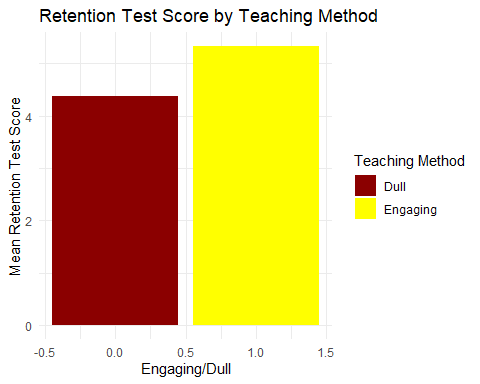 Retention Test Score by Teaching Method
Mean Retention Test Score
4
2
0
-0.5 0.0 0.5 1.0 1.5
Engaging/Dull
Teaching Method
Dull
Engaging